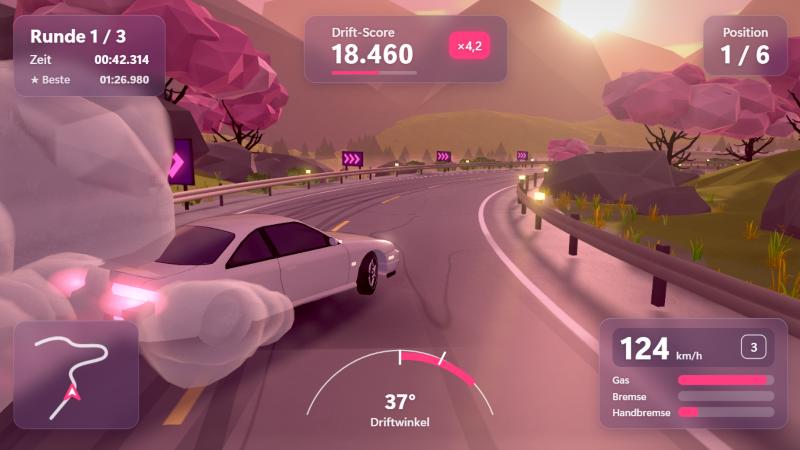 Runde 1 / 3
Zeit 00:42.314
★ Beste 01:26.980
Drift-Score
18.460
×4,2
Position
1 / 6
37°
Driftwinkel
124 km/h
3
Gas
Bremse
Handbremse